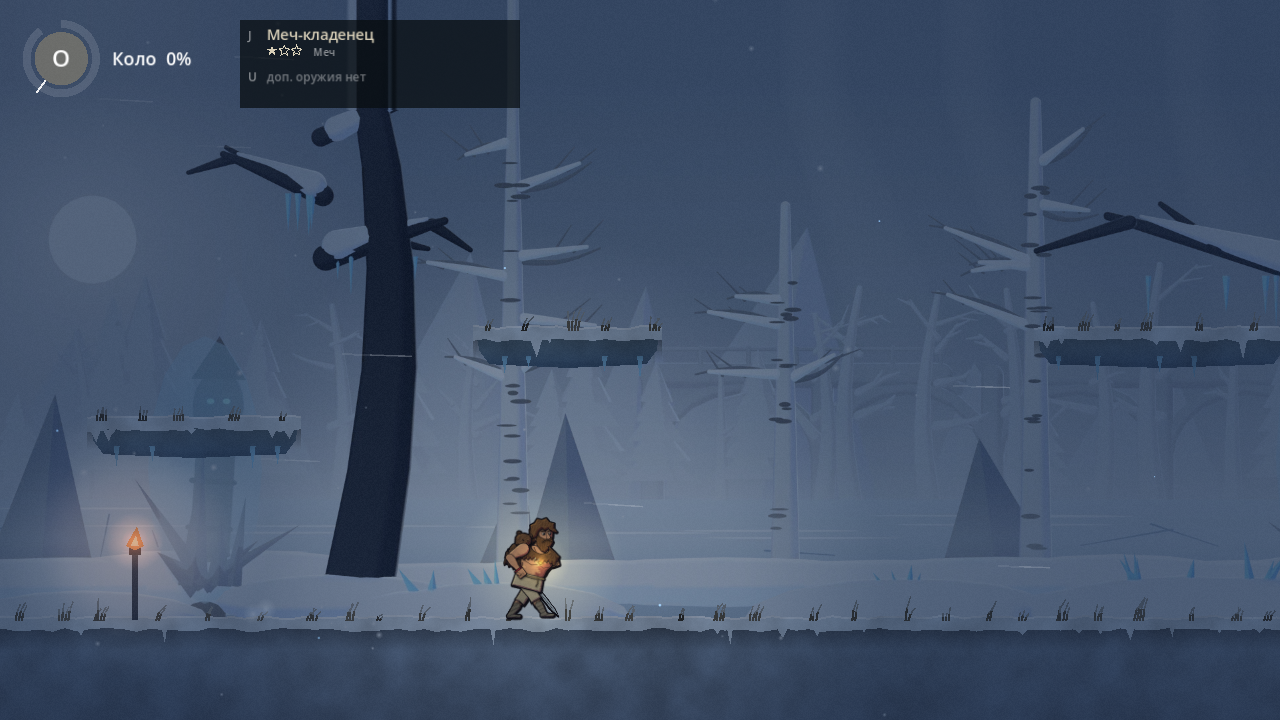 O
Коло 0%
J Меч-кладенец
Меч
U доп. оружия нет